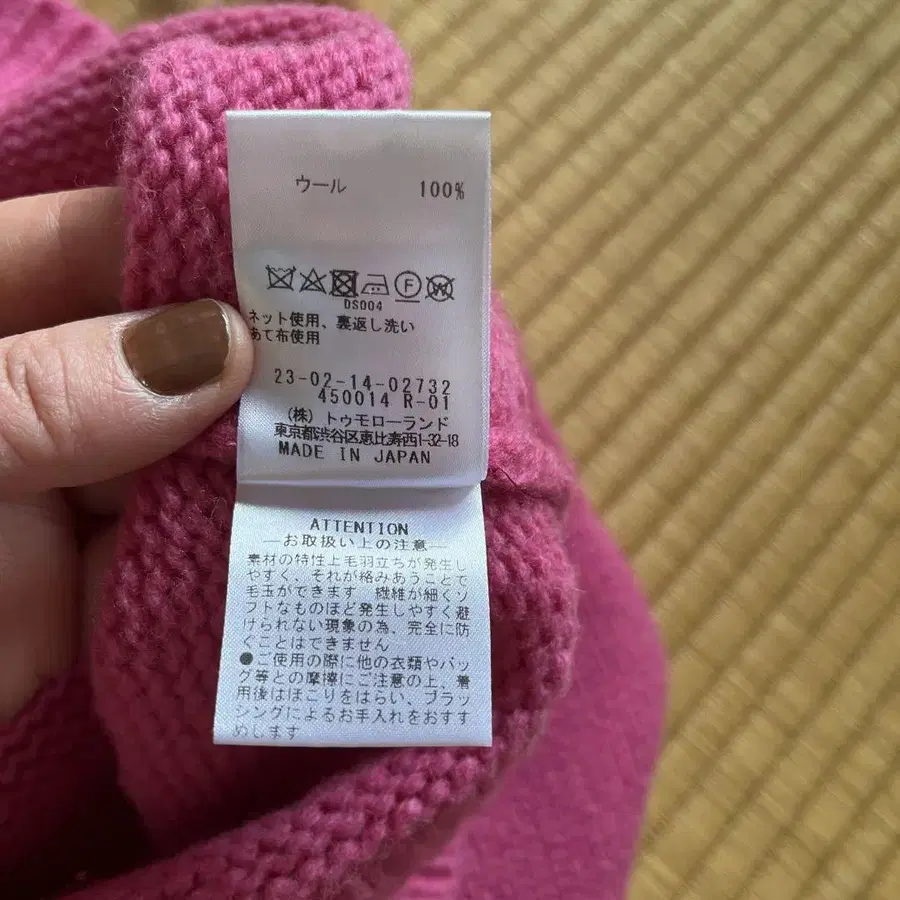 ウール 100%
F W
DS004
ネット使用、裏返し洗い
あて布使用
23-02-14-02732
450014 R-01
(株) トゥモローランド
東京都渋谷区恵比寿西1-32-18
MADE IN JAPAN
ATTENTION
―お取扱い上の注意―
素材の特性上毛羽立ちが発生し
やすく、それが絡みあうことで
毛玉ができます 繊維が細くソ
フトなものほど発生しやすく避
けられない現象の為、完全に防
ぐことはできません
●ご使用の際に他の衣類やバッ
グ等との摩擦にご注意の上、着
用後はほこりをはらい、ブラッ
シングによるお手入れをおすす
めします